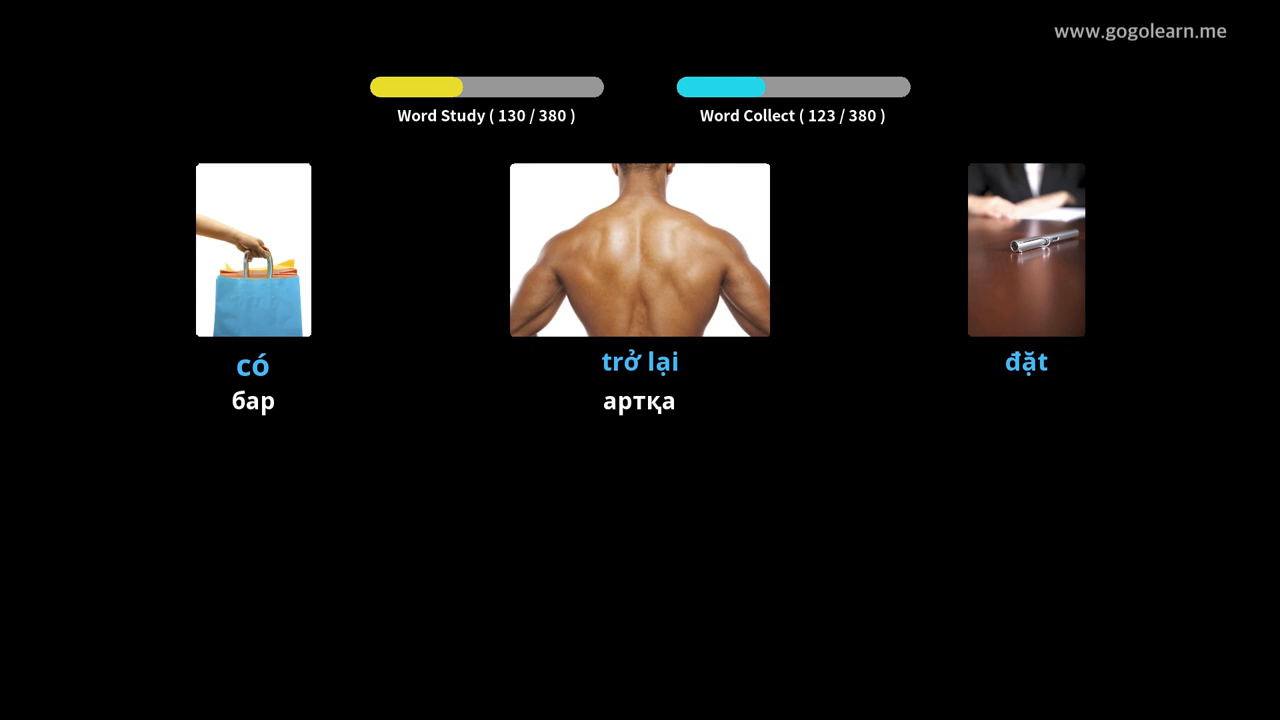 www.gogolearn.me
Word Study ( 130 / 380 )
Word Collect ( 123 / 380 )
có
trở lại
đặt
бар
артқа